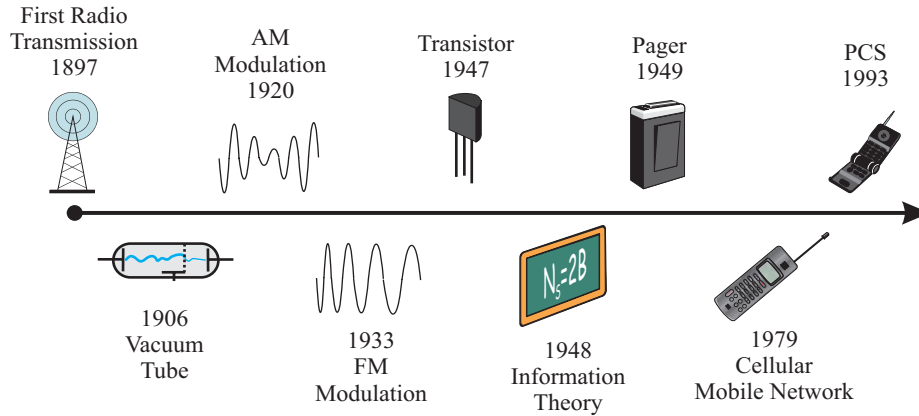 First Radio
Transmission
1897
AM
Modulation
1920
Transistor
1947
Pager
1949
PCS
1993
1906
Vacuum
Tube
1933
FM
Modulation
N_S=2B
1948
Information
Theory
1979
Cellular
Mobile Network